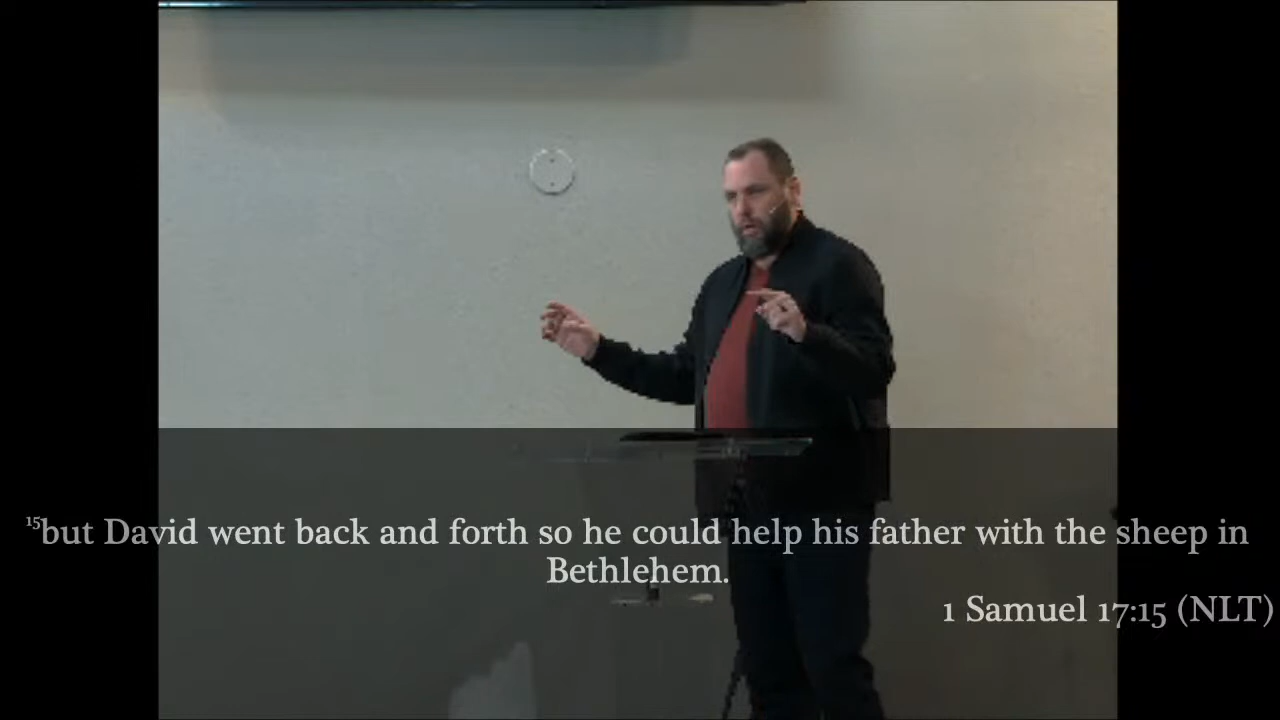 ¹⁵but David went back and forth so he could help his father with the sheep in
Bethlehem.
1 Samuel 17:15 (NLT)